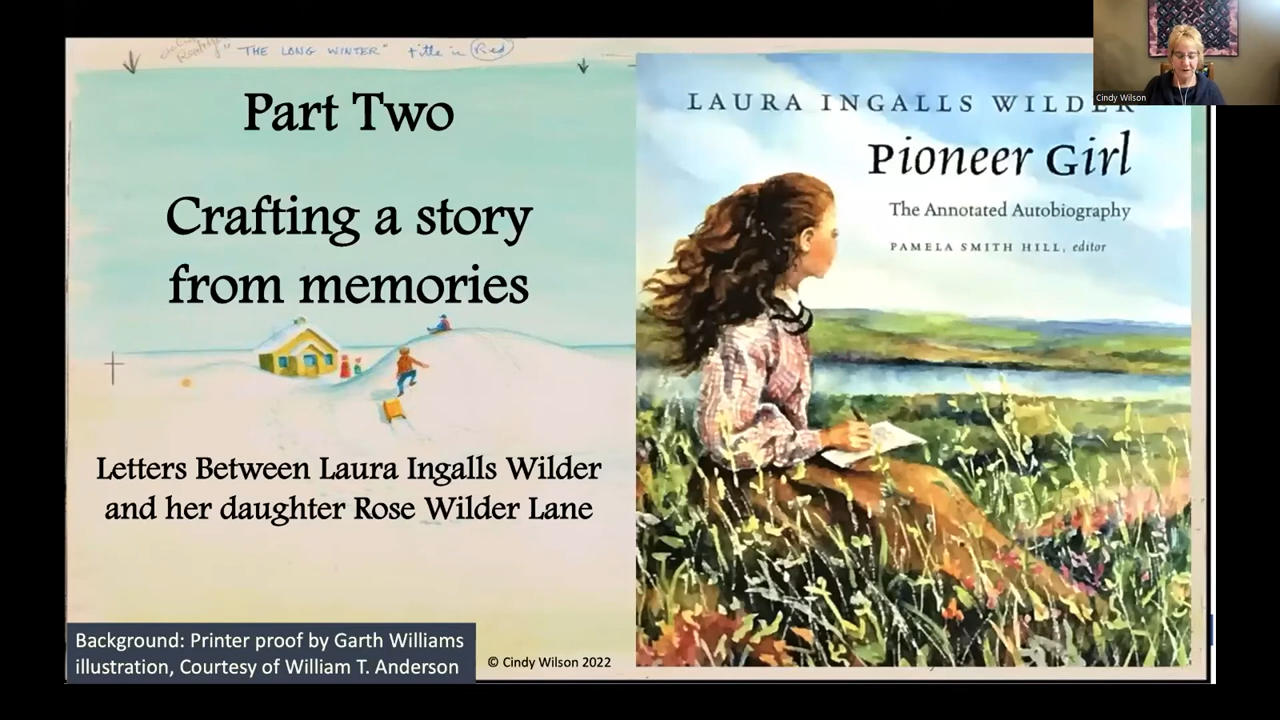 "THE LONG WINTER" title in Red
Part Two
Crafting a story
from memories
Letters Between Laura Ingalls Wilder
and her daughter Rose Wilder Lane
Background: Printer proof by Garth Williams
illustration, Courtesy of William T. Anderson
© Cindy Wilson 2022
LAURA INGALLS WILDER
Pioneer Girl
The Annotated Autobiography
PAMELA SMITH HILL, editor
Cindy Wilson